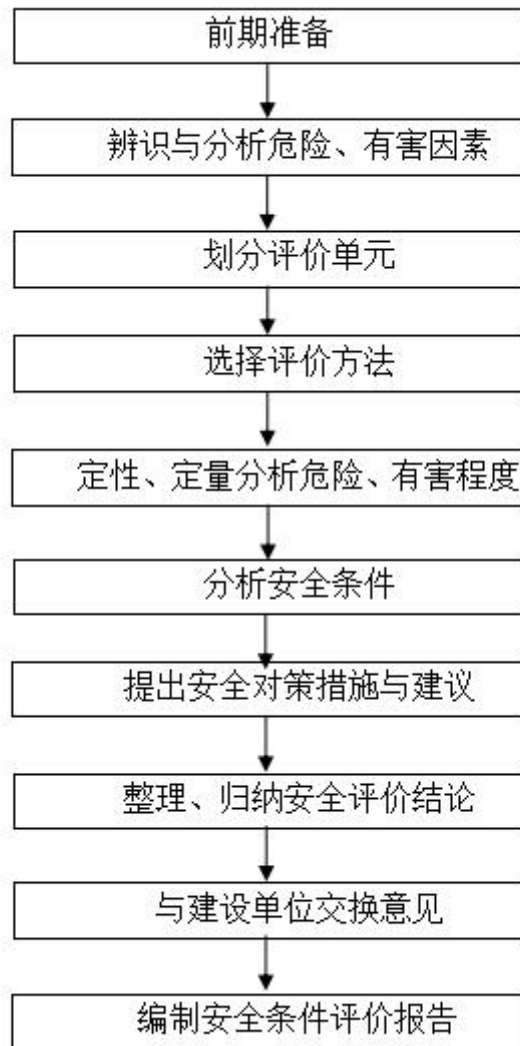 前期准备
辨识与分析危险、有害因素
划分评价单元
选择评价方法
定性、定量分析危险、有害程度
分析安全条件
提出安全对策措施与建议
整理、归纳安全评价结论
与建设单位交换意见
编制安全条件评价报告